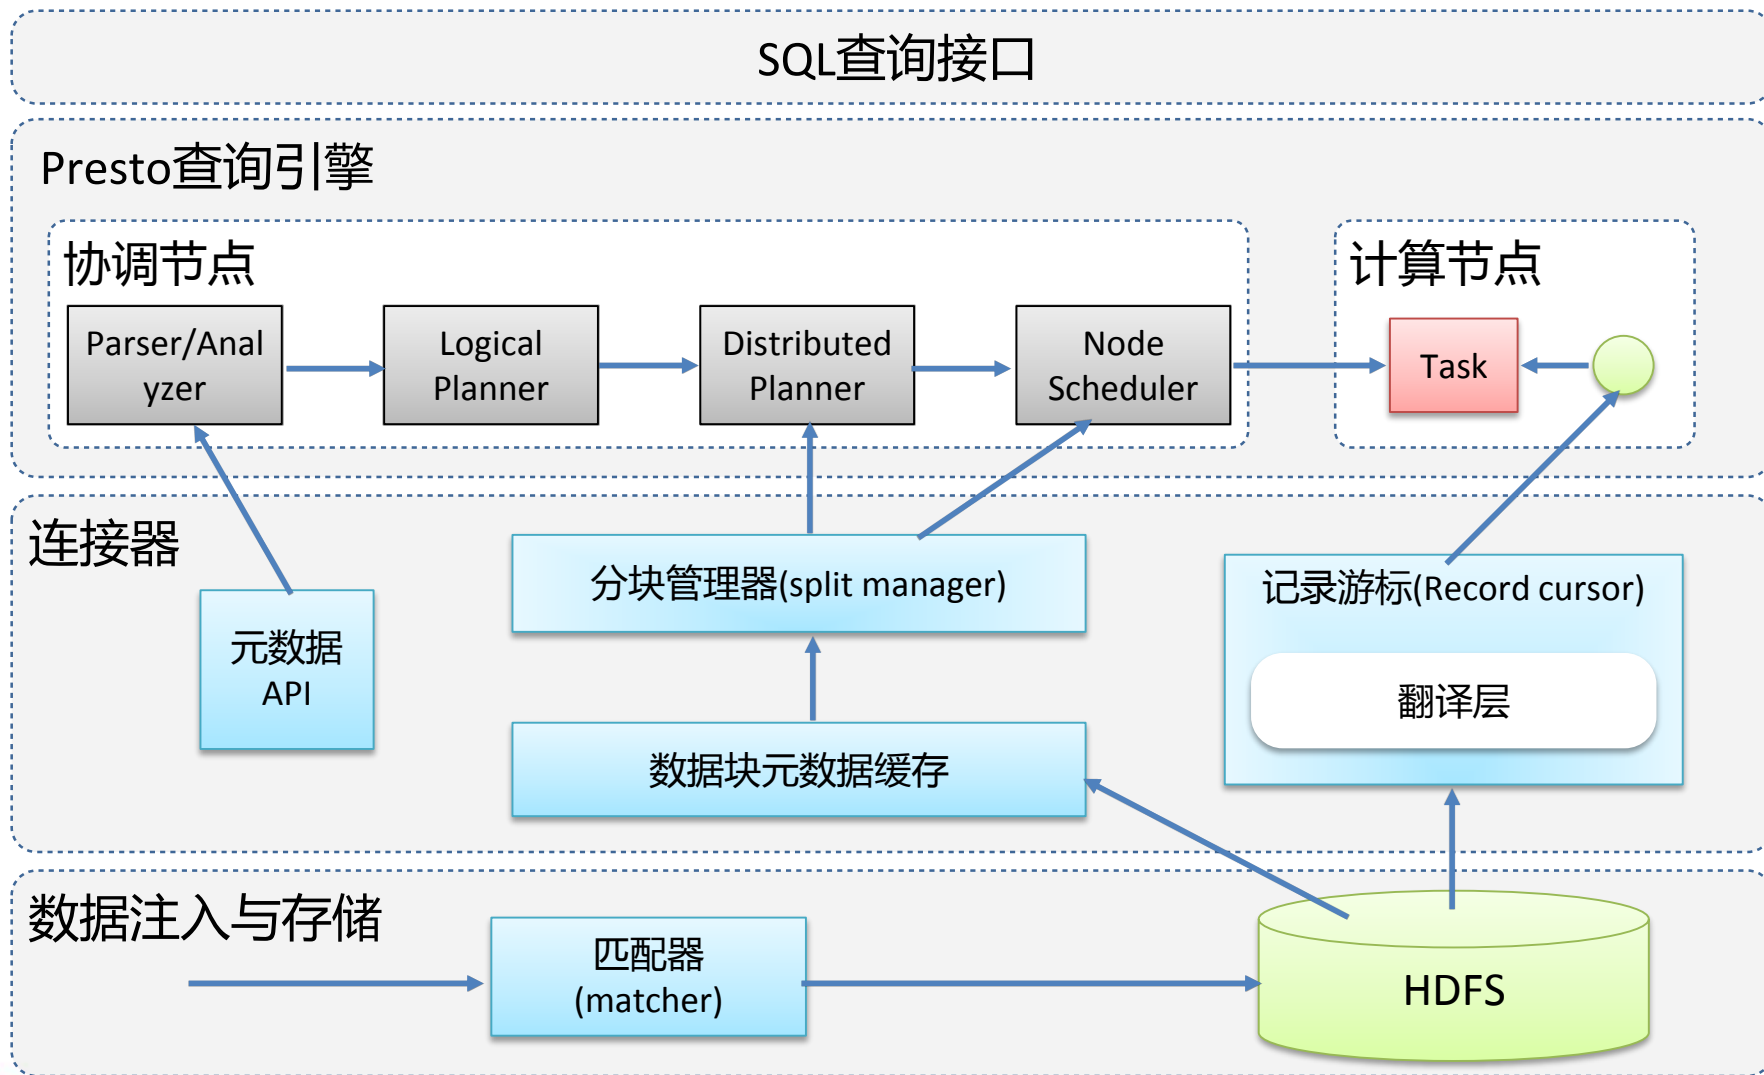 SQL查询接口
Presto查询引擎
协调节点
计算节点
Parser/Anal
yzer
Logical
Planner
Distributed
Planner
Node
Scheduler
Task
连接器
分块管理器(split manager)
记录游标(Record cursor)
元数据
API
翻译层
数据块元数据缓存
数据注入与存储
匹配器
(matcher)
HDFS